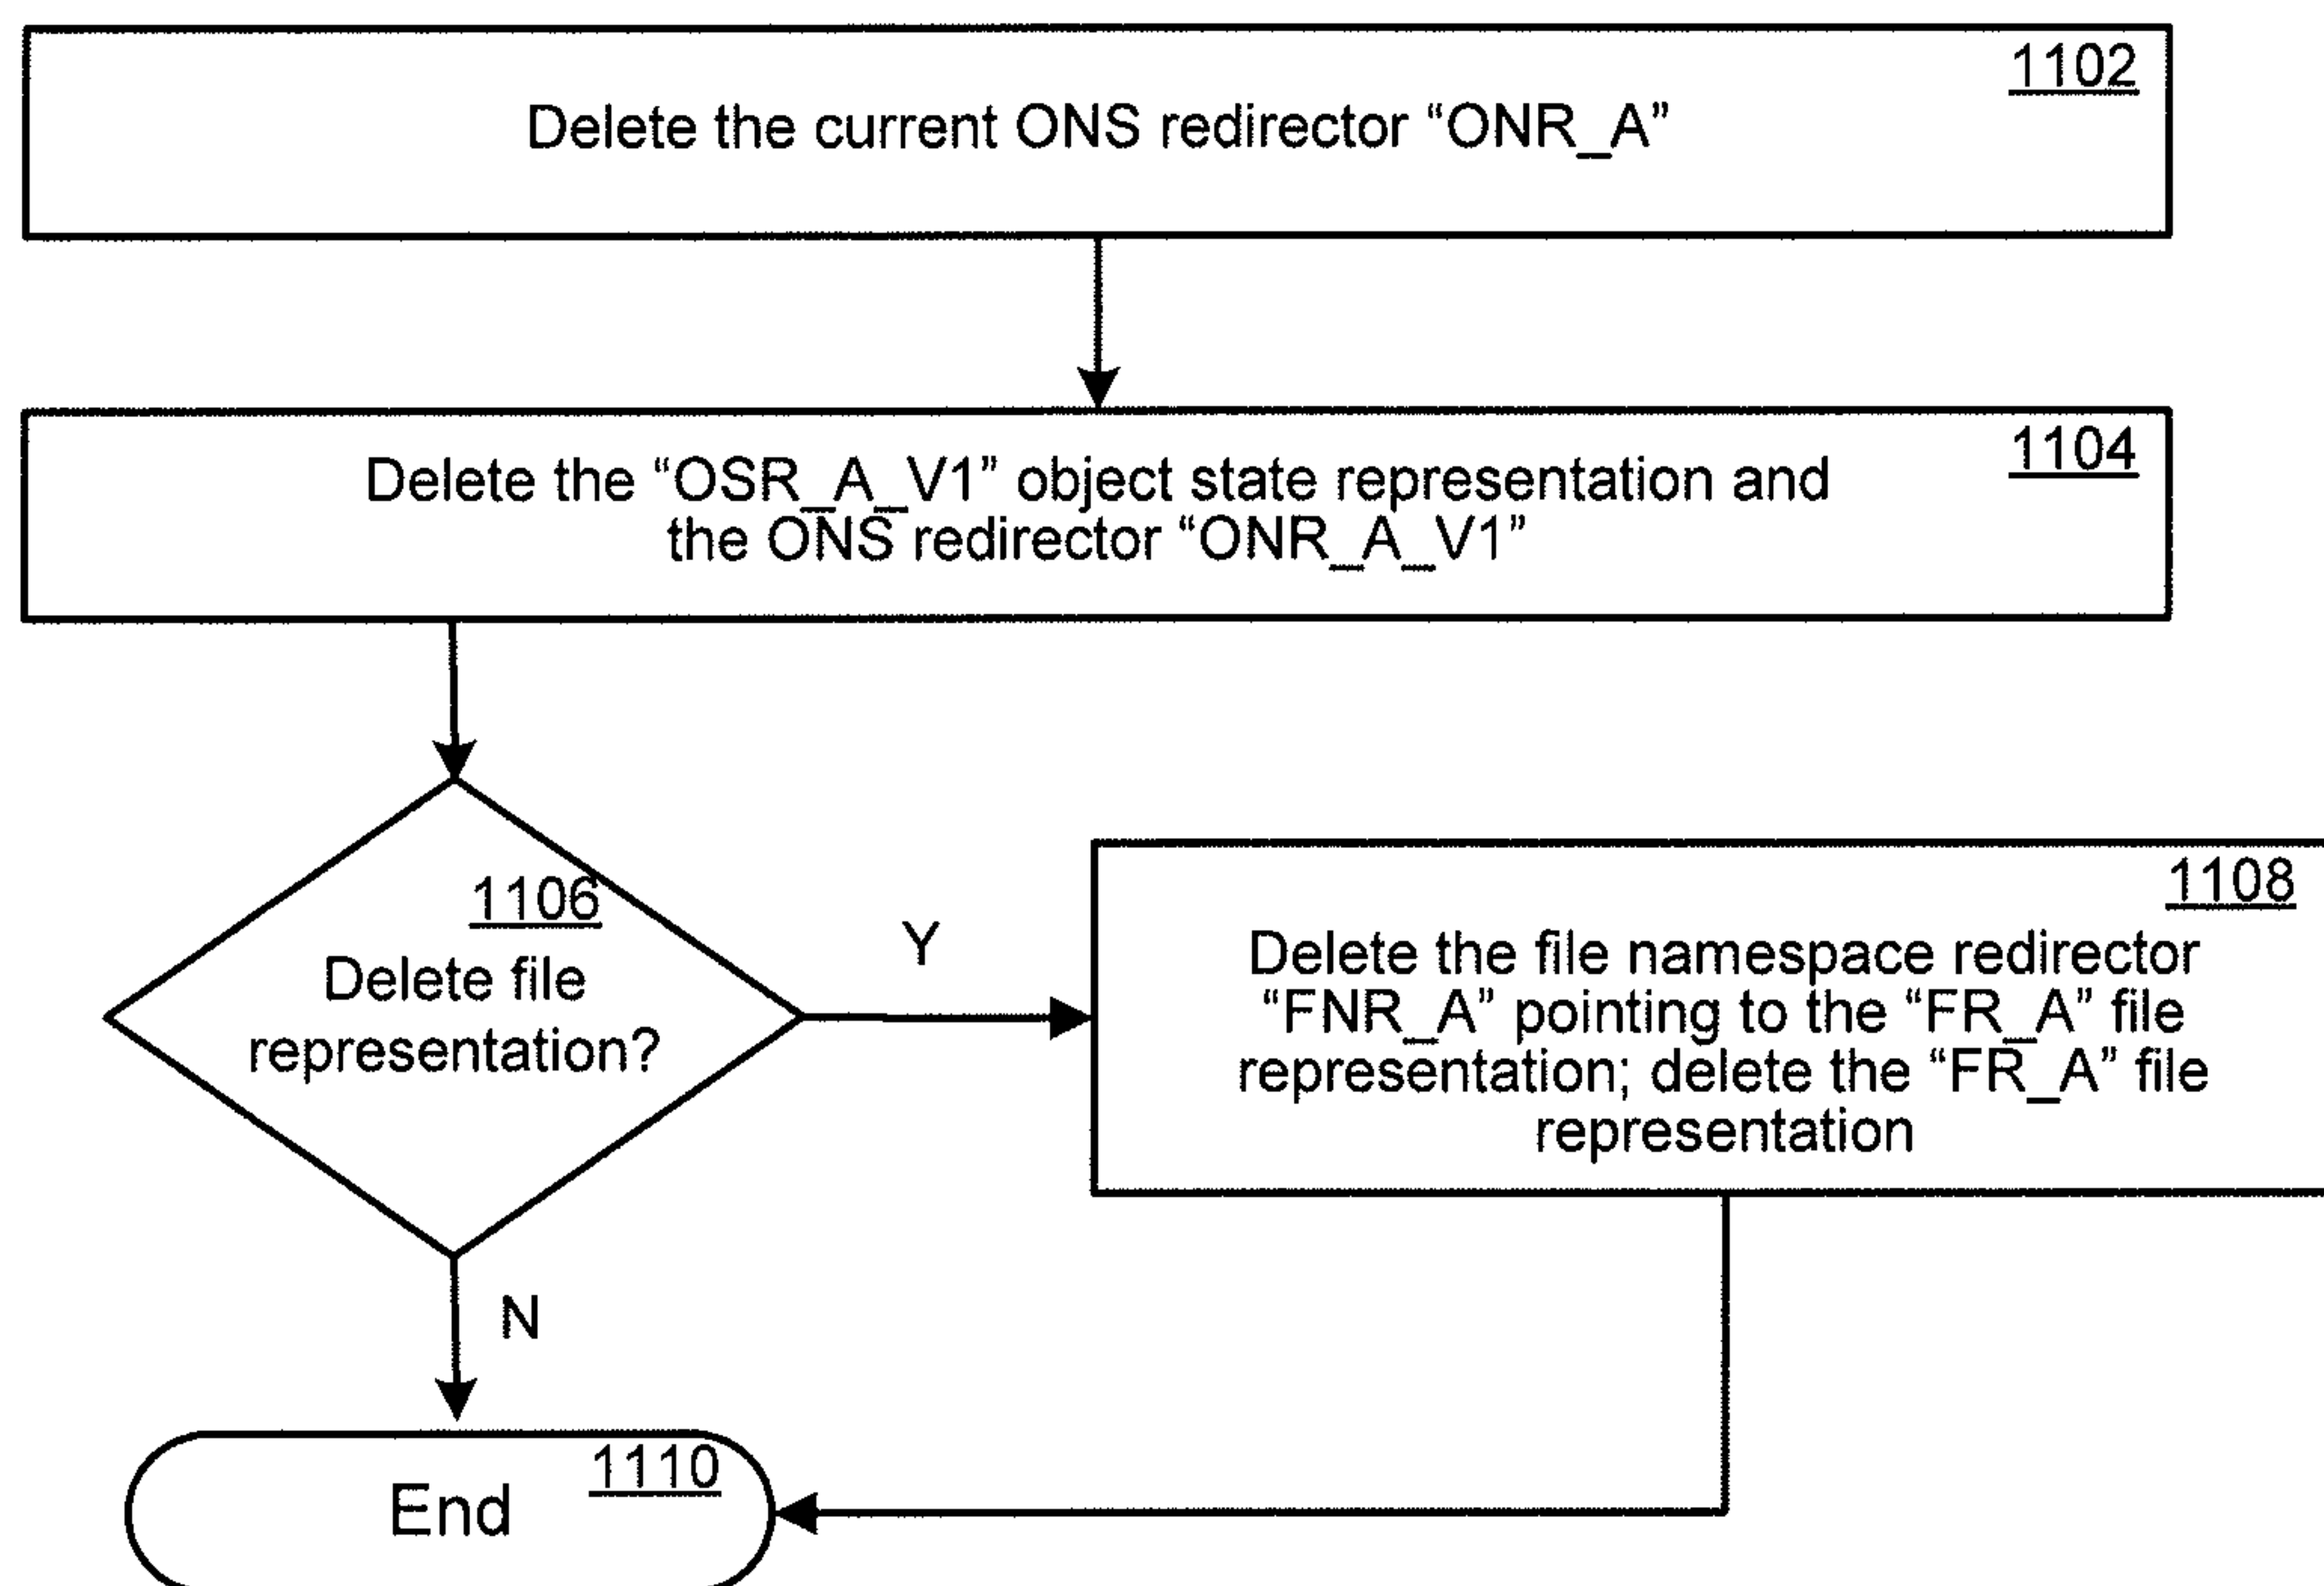 1102
Delete the current ONS redirector “ONR_A”
1104
Delete the “OSR_A_V1” object state representation and
the ONS redirector “ONR_A_V1”
1106
Delete file
representation?
Y
1108
Delete the file namespace redirector
“FNR_A” pointing to the “FR_A” file
representation; delete the “FR_A” file
representation
N
1110
End